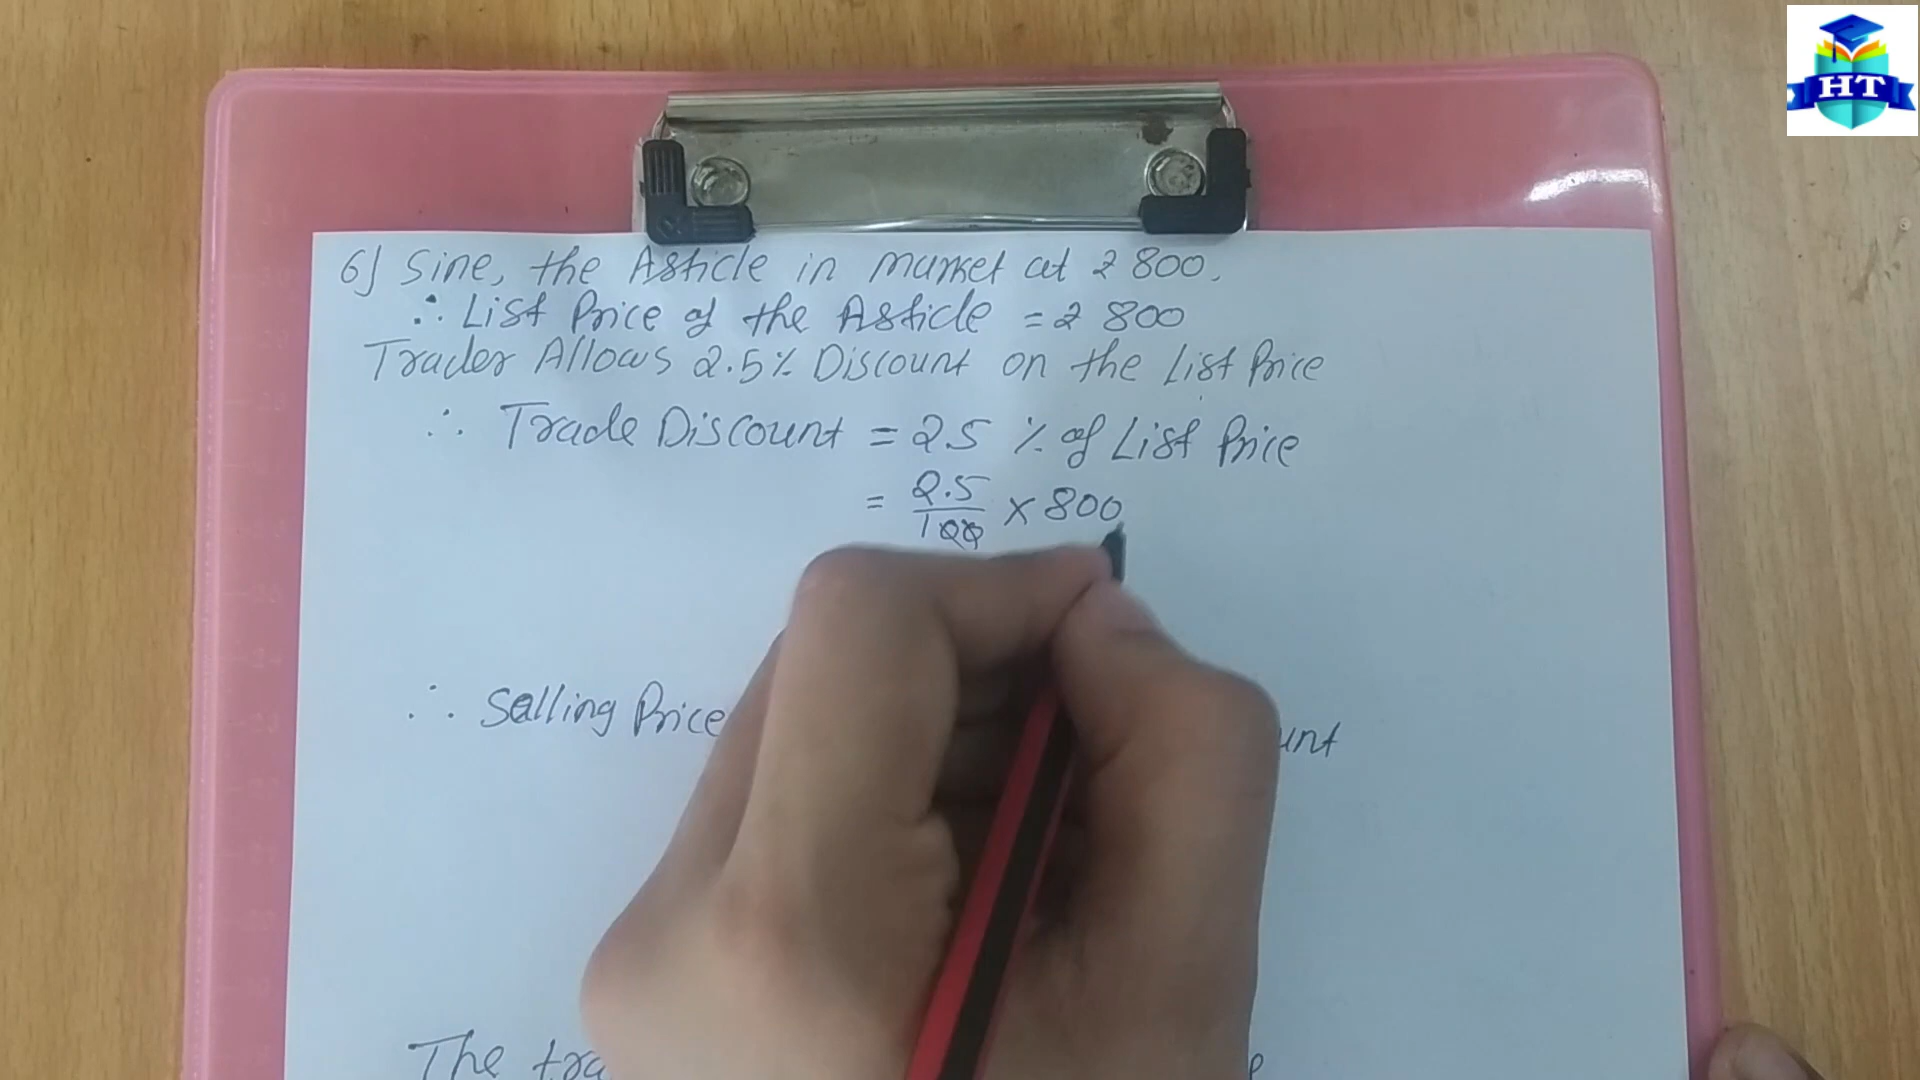 HT
6) Sine, the Article in market at ₹ 800.
∴ List Price of the Article = ₹ 800
Trader Allows 2.5% Discount on the List Price
∴ Trade Discount = 2.5 % of List Price
= 2.5/100 × 800
∴ Selling Price unt
The tra